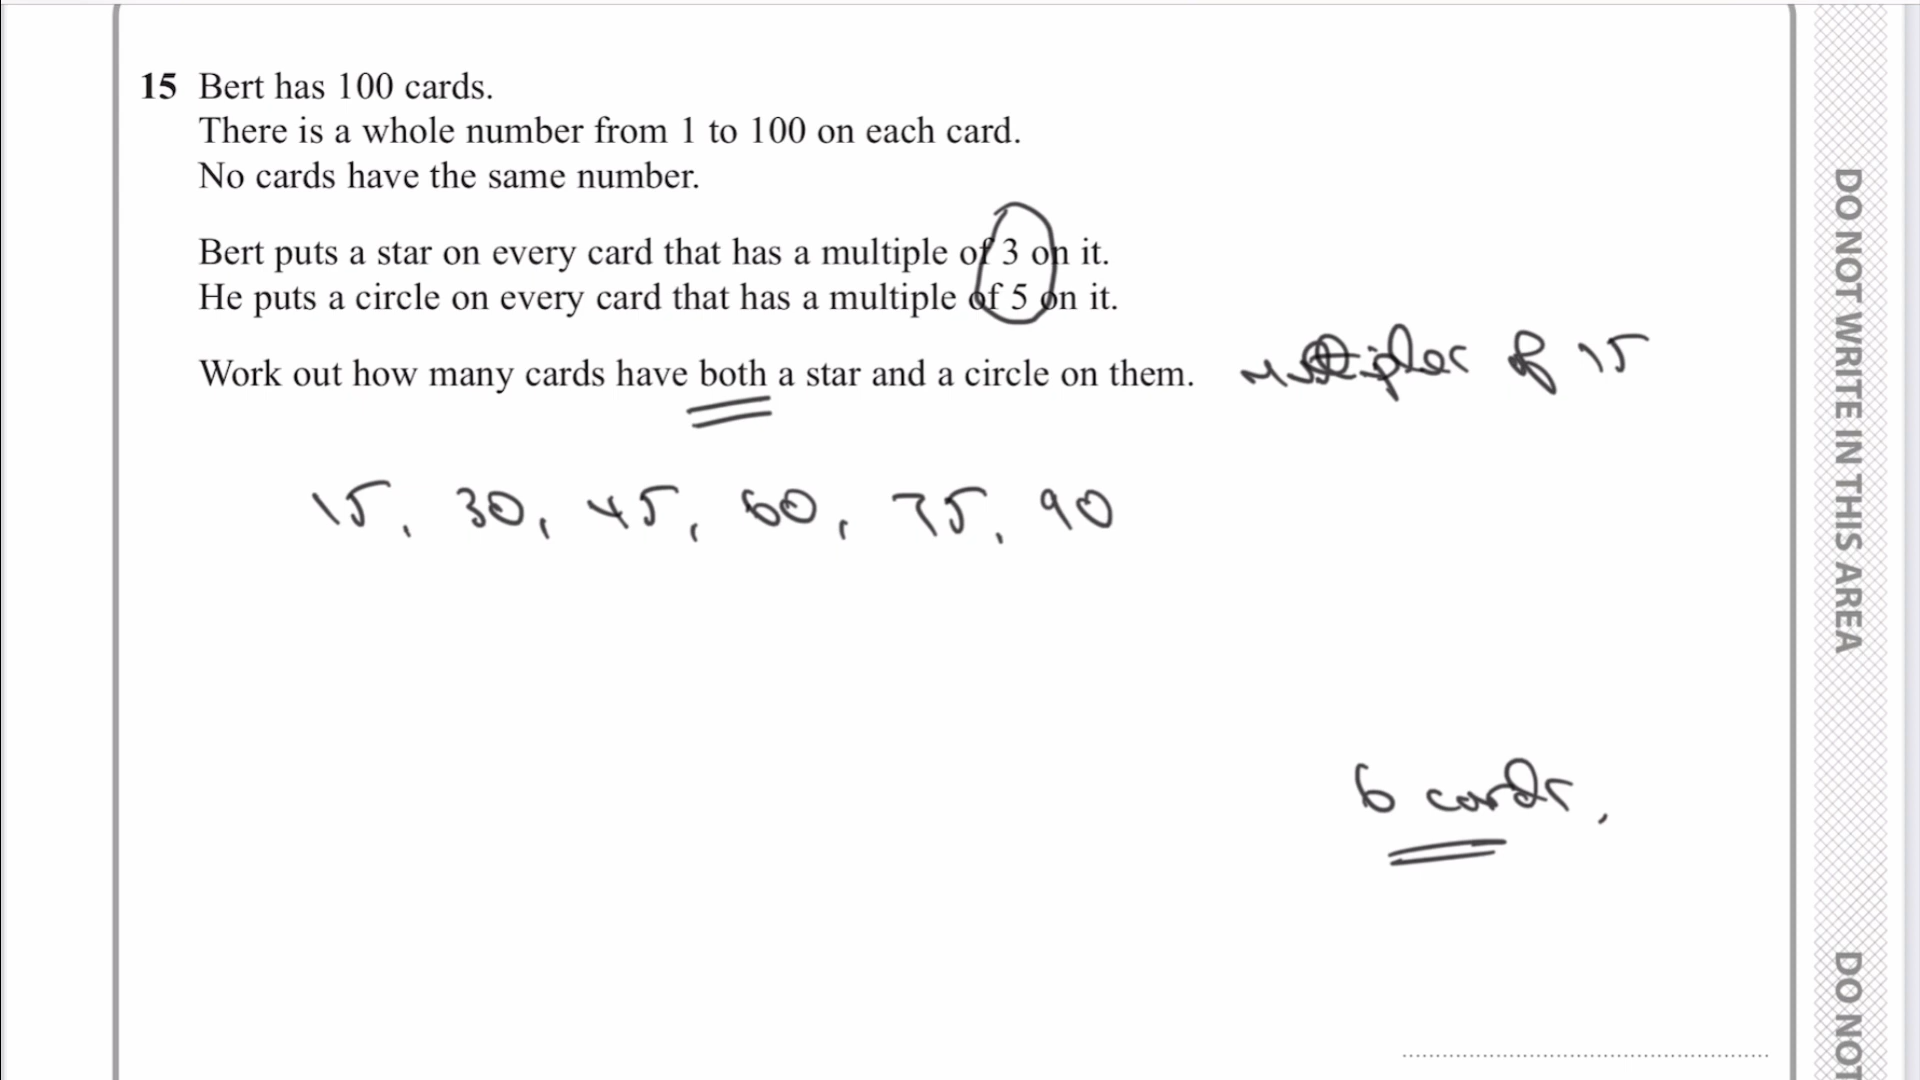 15 Bert has 100 cards.
There is a whole number from 1 to 100 on each card.
No cards have the same number.
Bert puts a star on every card that has a multiple of 3 on it.
He puts a circle on every card that has a multiple of 5 on it.
Work out how many cards have both a star and a circle on them.
multiples of 15
15, 30, 45, 60, 75, 90
6 cards.
DO NOT WRITE IN THIS AREA
DO NOT